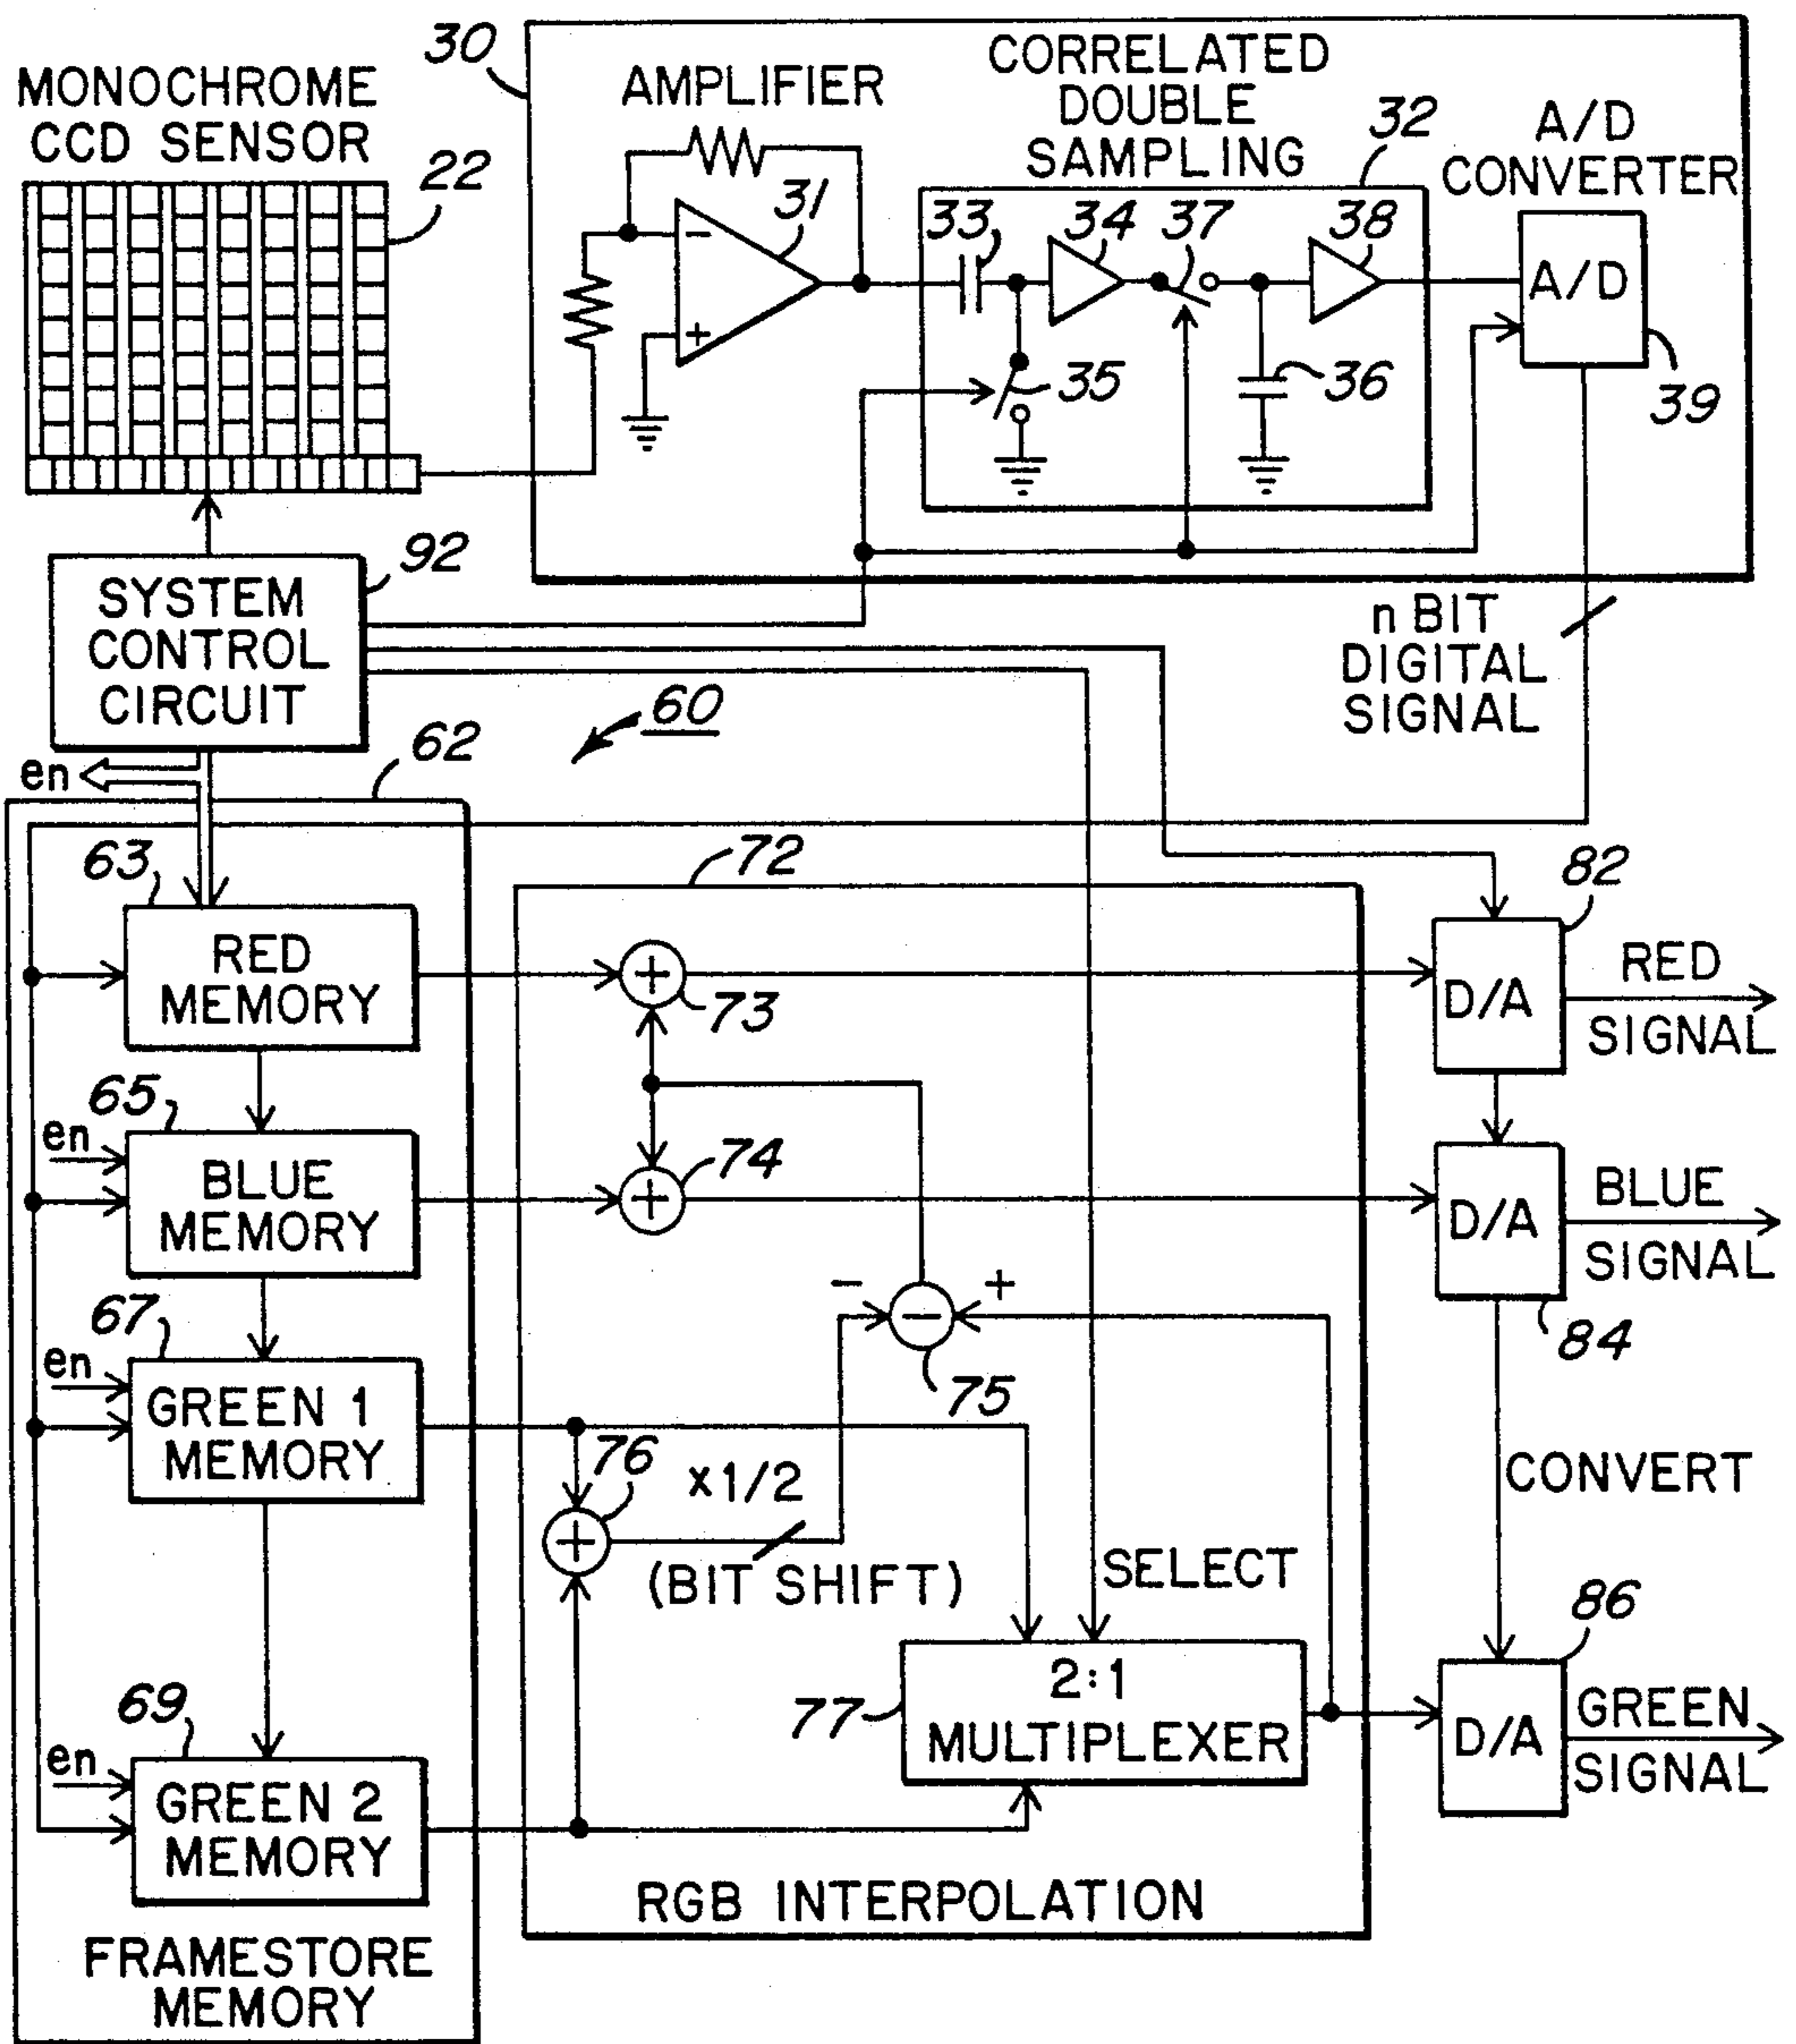 30
MONOCHROME
CCD SENSOR
22
AMPLIFIER
31
−
+
CORRELATED
DOUBLE
SAMPLING
32
33
34
37
38
35
36
A/D
CONVERTER
A/D
39
92
SYSTEM
CONTROL
CIRCUIT
n BIT
DIGITAL
SIGNAL
60
en
62
63
RED
MEMORY
72
+
73
82
D/A
RED
SIGNAL
65
en
BLUE
MEMORY
+
74
D/A
84
BLUE
SIGNAL
−
−
+
75
67
en
GREEN 1
MEMORY
76
+
x1/2
(BIT SHIFT)
SELECT
CONVERT
69
en
GREEN 2
MEMORY
77
2:1
MULTIPLEXER
86
D/A
GREEN
SIGNAL
RGB INTERPOLATION
FRAMESTORE
MEMORY